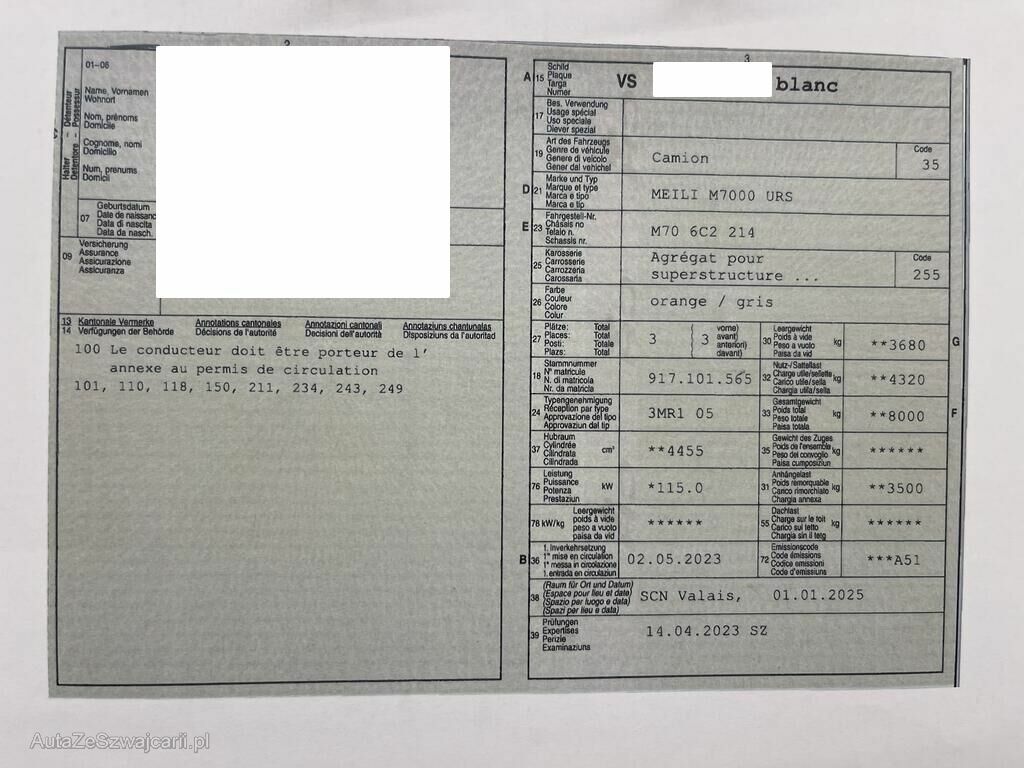 2
01-06
Halter – Détenteur
Detentore – Possessur
Name, Vornamen
Wohnort
Nom, prénoms
Domicile
Cognome, nomi
Domicilio
Num, prenums
Domicil
07
Geburtsdatum
Date de naissanc
Data di nascita
Data da nasch.
09
Versicherung
Assurance
Assicurazione
Assicuranza
13 Kantonale Vermerke Annotations cantonales Annotazioni cantonali Annotaziuns chantunalas
14 Verfügungen der Behörde Décisions de l'autorité Decisioni dell'autorità Disposiziuns da l'autoritad
100 Le conducteur doit être porteur de l'
annexe au permis de circulation
101, 110, 118, 150, 211, 234, 243, 249
3
A 15
Schild
Plaque
Targa
Numer
VS blanc
17
Bes. Verwendung
Usage spécial
Uso speciale
Diever spezial
19
Art des Fahrzeugs
Genre de véhicule
Genere di veicolo
Gener dal vehichel
Camion
Code
35
D 21
Marke und Typ
Marque et type
Marca e tipo
Marca e tip
MEILI M7000 URS
E 23
Fahrgestell-Nr.
Châssis no
Telaio n.
Schassis nr.
M70 6C2 214
25
Karosserie
Carrosserie
Carrozzeria
Carossaria
Agrégat pour
superstructure ...
Code
255
26
Farbe
Couleur
Colore
Colur
orange / gris
27
Plätze: Total
Places: Total
Posti: Totale
Plazs: Total
3
3
vorne)
avant)
anteriori)
davant)
30
Leergewicht
Poids à vide
Peso a vuoto
Paisa da vid
kg
**3680
G
18
Stammnummer
N° matricule
N. di matricola
Nr. da matricla
917.101.565
32
Nutz-/Sattellast
Charge utile/sellette
Carico utile/sella
Chargia utila/sella
kg
**4320
24
Typengenehmigung
Réception par type
Approvazione del tipo
Approvaziun dal tip
3MR1 05
33
Gesamtgewicht
Poids total
Peso totale
Paisa totala
kg
**8000
F
37
Hubraum
Cylindrée
Cilindrata
Cilindrada
cm³
**4455
35
Gewicht des Zuges
Poids de l'ensemble
Peso del convoglio
Paisa cumposiziun
kg
******
76
Leistung
Puissance
Potenza
Prestaziun
kW
*115.0
31
Anhängelast
Poids remorquable
Carico rimorchiato
Chargia annexa
kg
**3500
78 kW/kg
Leergewicht
poids à vide
peso a vuoto
paisa da vid
******
55
Dachlast
Charge sur le toit
Carico sul tetto
Chargia sin il tetg
kg
******
B 36
1. Inverkehrsetzung
1re mise en circulation
1a messa in circolazione
1. entrada en circulaziun
02.05.2023
72
Emissionscode
Code émissions
Codice emissioni
Code d'emissiuns
***A51
38
(Raum für Ort und Datum)
(Espace pour lieu et date)
(Spazio per luogo e data)
(Spazi per lieu e data)
SCN Valais, 01.01.2025
39
Prüfungen
Expertises
Perizie
Examinaziuns
14.04.2023 SZ
AutaZeSzwajcarii.pl